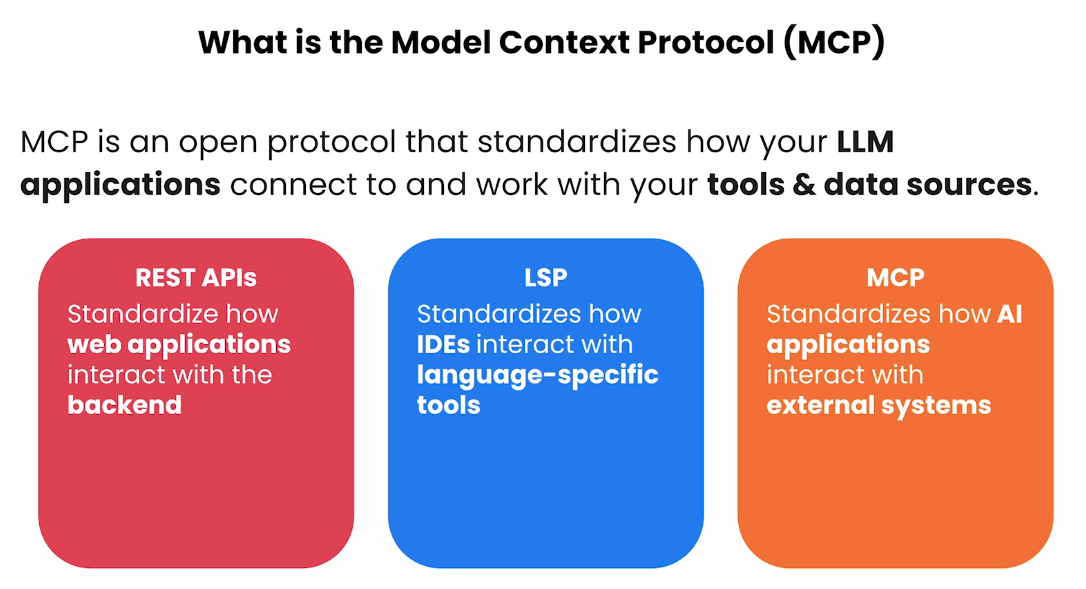 What is the Model Context Protocol (MCP)
MCP is an open protocol that standardizes how your LLM
applications connect to and work with your tools & data sources.
REST APIs
Standardize how
web applications
interact with the
backend
LSP
Standardizes how
IDEs interact with
language-specific
tools
MCP
Standardizes how AI
applications
interact with
external systems